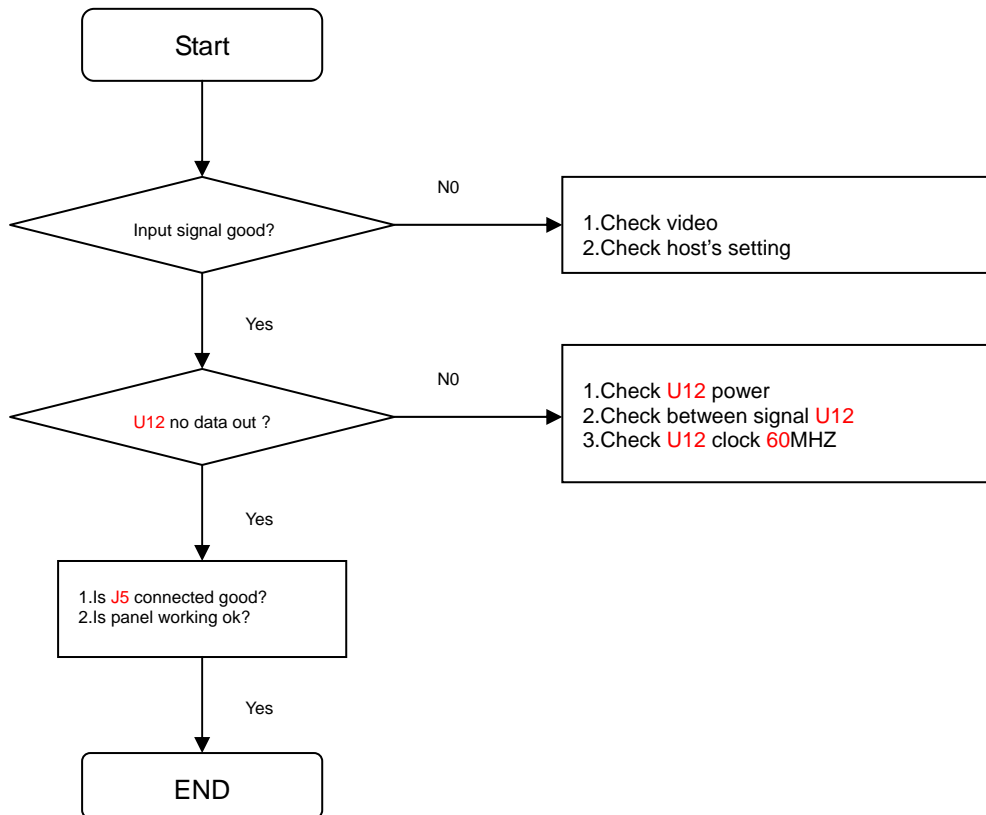 Start
N0
Input signal good?
1.Check video
2.Check host's setting
Yes
N0
U12 no data out ?
1.Check U12 power
2.Check between signal U12
3.Check U12 clock 60MHZ
Yes
1.Is J5 connected good?
2.Is panel working ok?
Yes
END